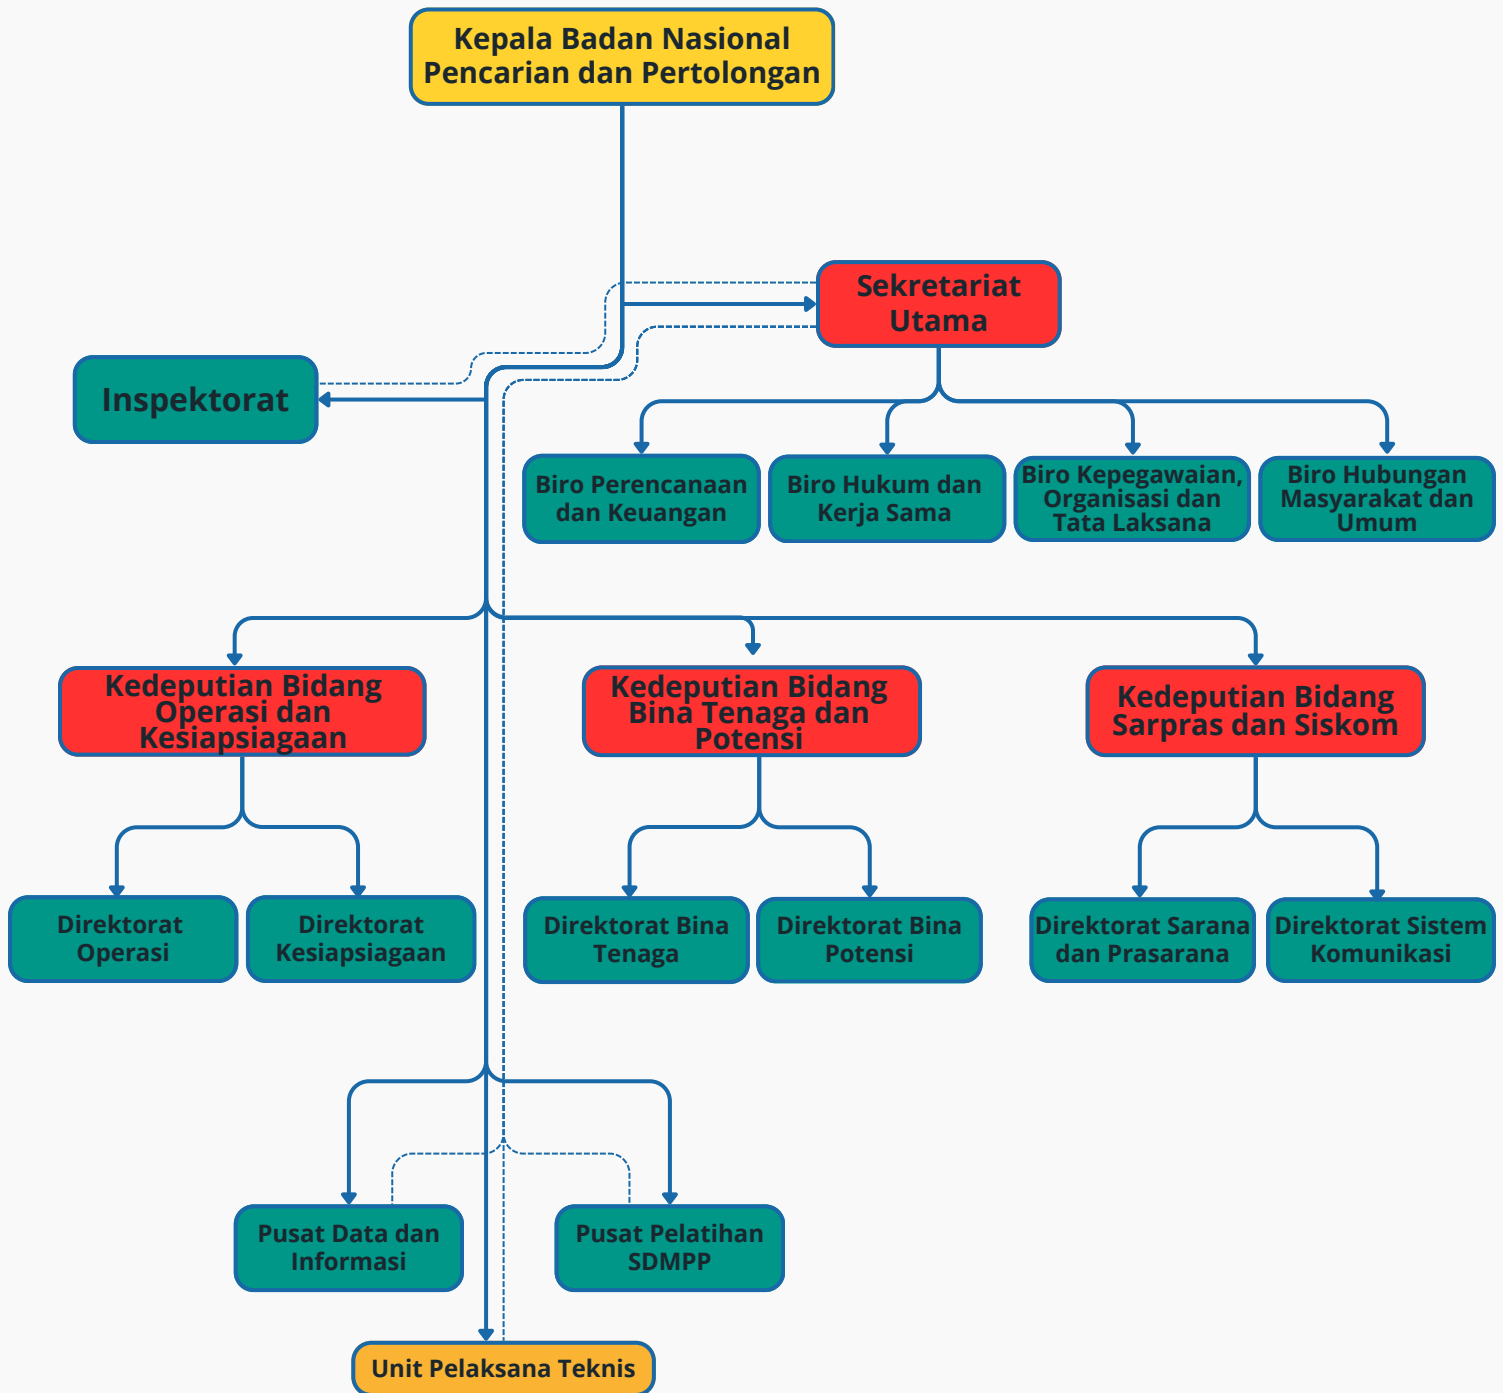 Kepala Badan Nasional
Pencarian dan Pertolongan
Sekretariat
Utama
Inspektorat
Biro Perencanaan
dan Keuangan
Biro Hukum dan
Kerja Sama
Biro Kepegawaian,
Organisasi dan
Tata Laksana
Biro Hubungan
Masyarakat dan
Umum
Kedeputian Bidang
Operasi dan
Kesiapsiagaan
Kedeputian Bidang
Bina Tenaga dan
Potensi
Kedeputian Bidang
Sarpras dan Siskom
Direktorat
Operasi
Direktorat
Kesiapsiagaan
Direktorat Bina
Tenaga
Direktorat Bina
Potensi
Direktorat Sarana
dan Prasarana
Direktorat Sistem
Komunikasi
Pusat Data dan
Informasi
Pusat Pelatihan
SDMPP
Unit Pelaksana Teknis